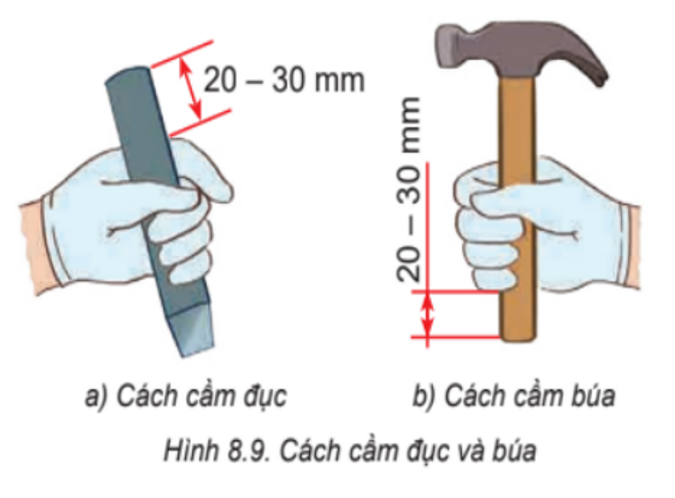 20 – 30 mm
20 – 30 mm
a) Cách cầm đục
b) Cách cầm búa
Hình 8.9. Cách cầm đục và búa